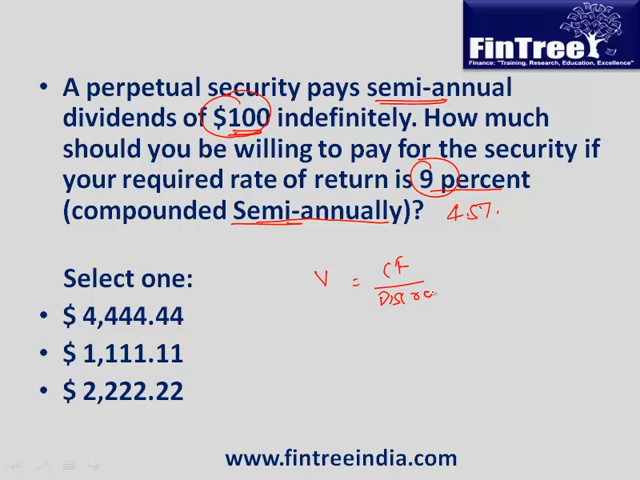 FinTree
Finance: "Training, Research, Education, Excellence"
• A perpetual security pays semi-annual
dividends of $100 indefinitely. How much
should you be willing to pay for the security if
your required rate of return is 9 percent
(compounded Semi-annually)? 4.5%.
V = CF
Disc ra
Select one:
• $ 4,444.44
• $ 1,111.11
• $ 2,222.22
www.fintreeindia.com